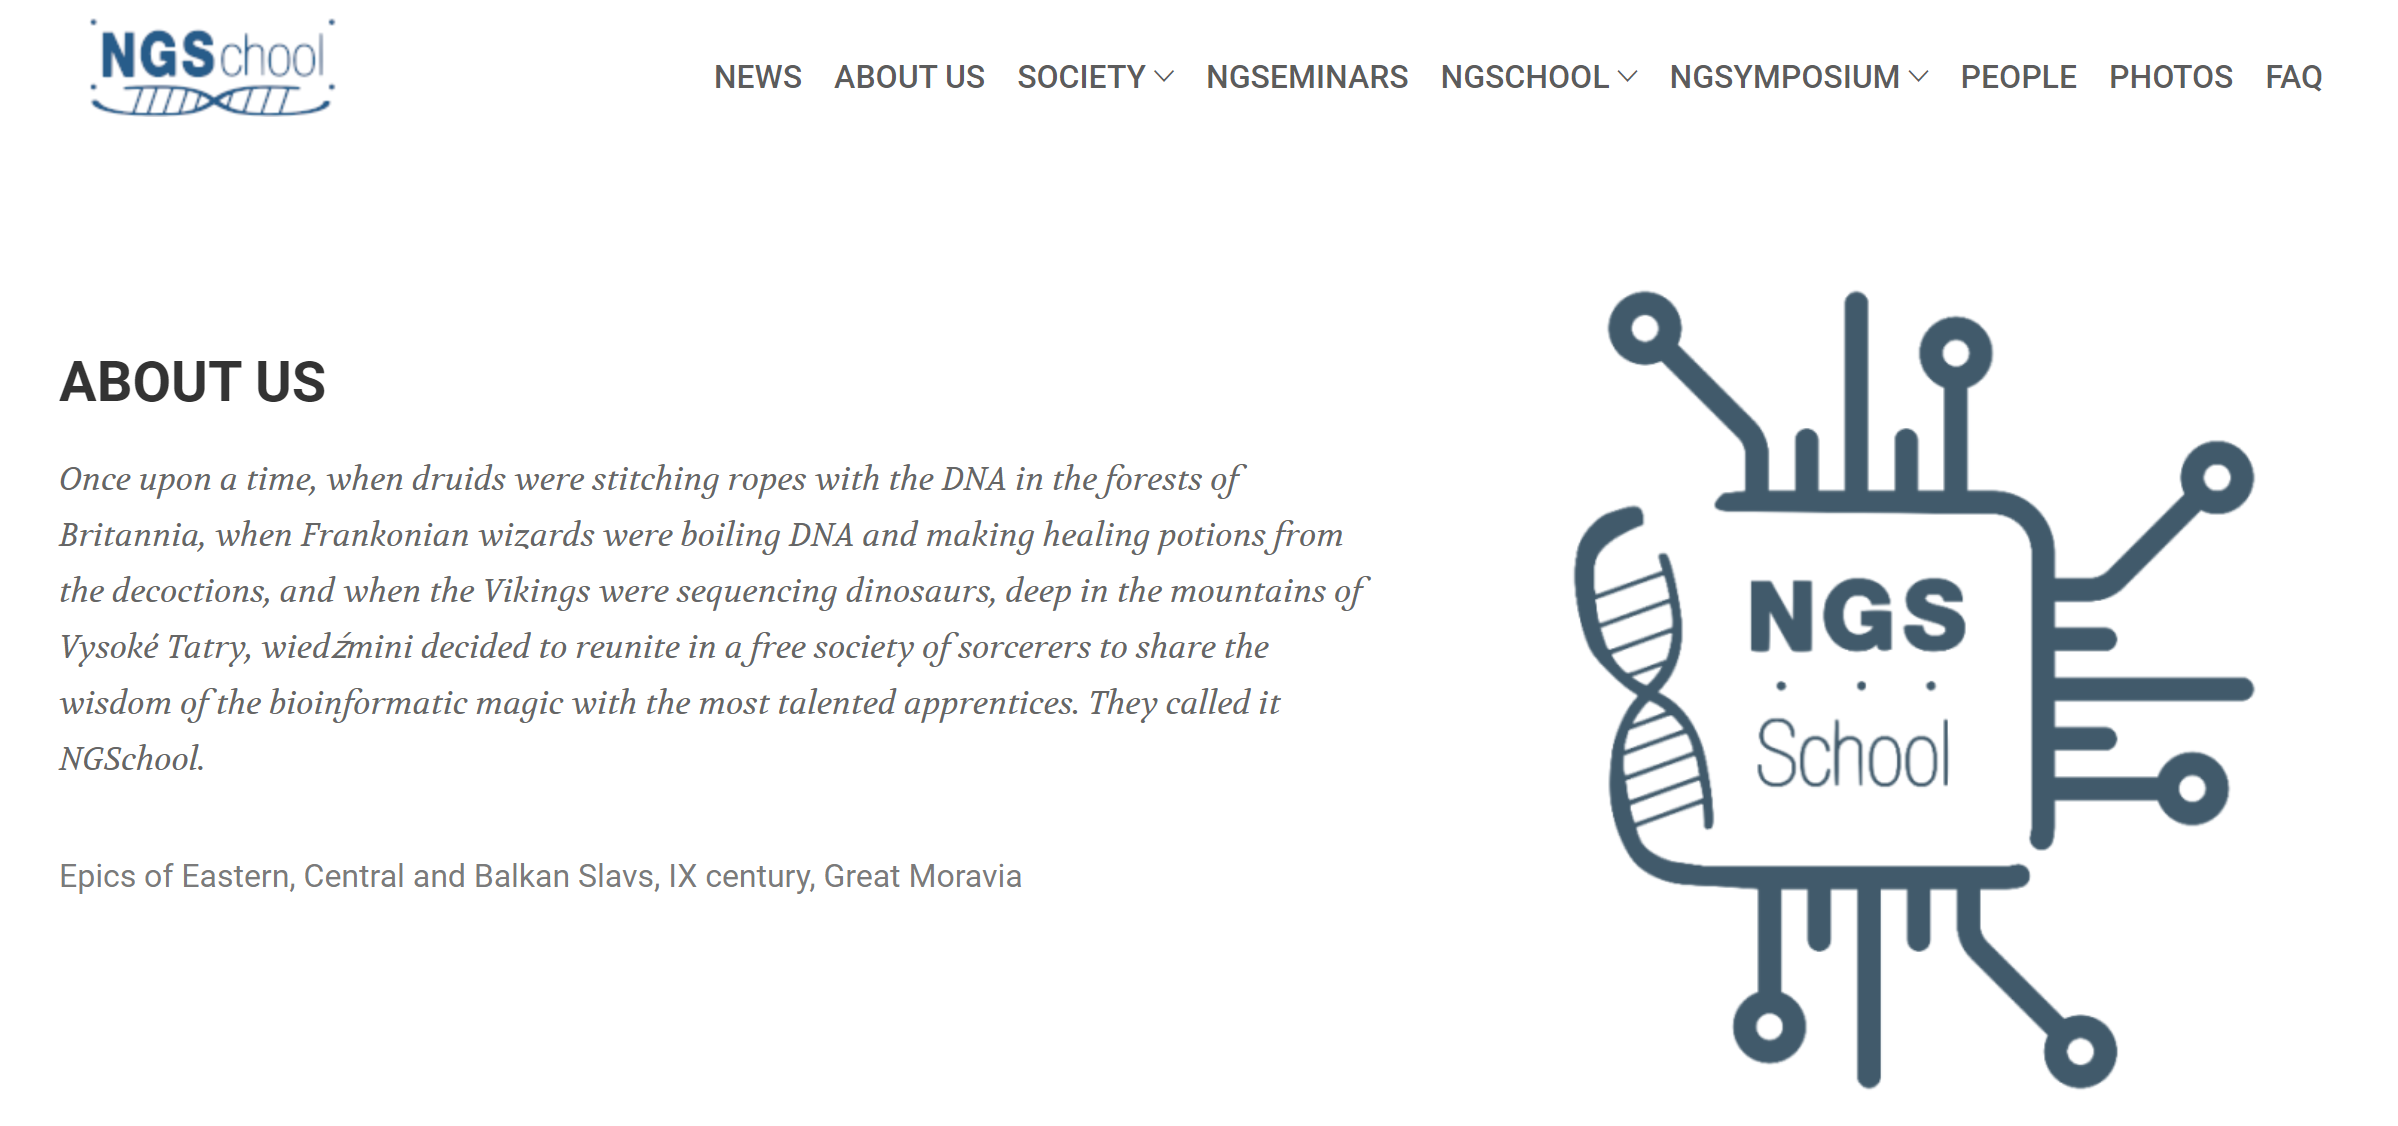 NGSchool
NEWS ABOUT US SOCIETY NGSEMINARS NGSCHOOL NGSYMPOSIUM PEOPLE PHOTOS FAQ
ABOUT US
Once upon a time, when druids were stitching ropes with the DNA in the forests of
Britannia, when Frankonian wizards were boiling DNA and making healing potions from
the decoctions, and when the Vikings were sequencing dinosaurs, deep in the mountains of
Vysoké Tatry, wiedźmini decided to reunite in a free society of sorcerers to share the
wisdom of the bioinformatic magic with the most talented apprentices. They called it
NGSchool.
Epics of Eastern, Central and Balkan Slavs, IX century, Great Moravia
NGS
School